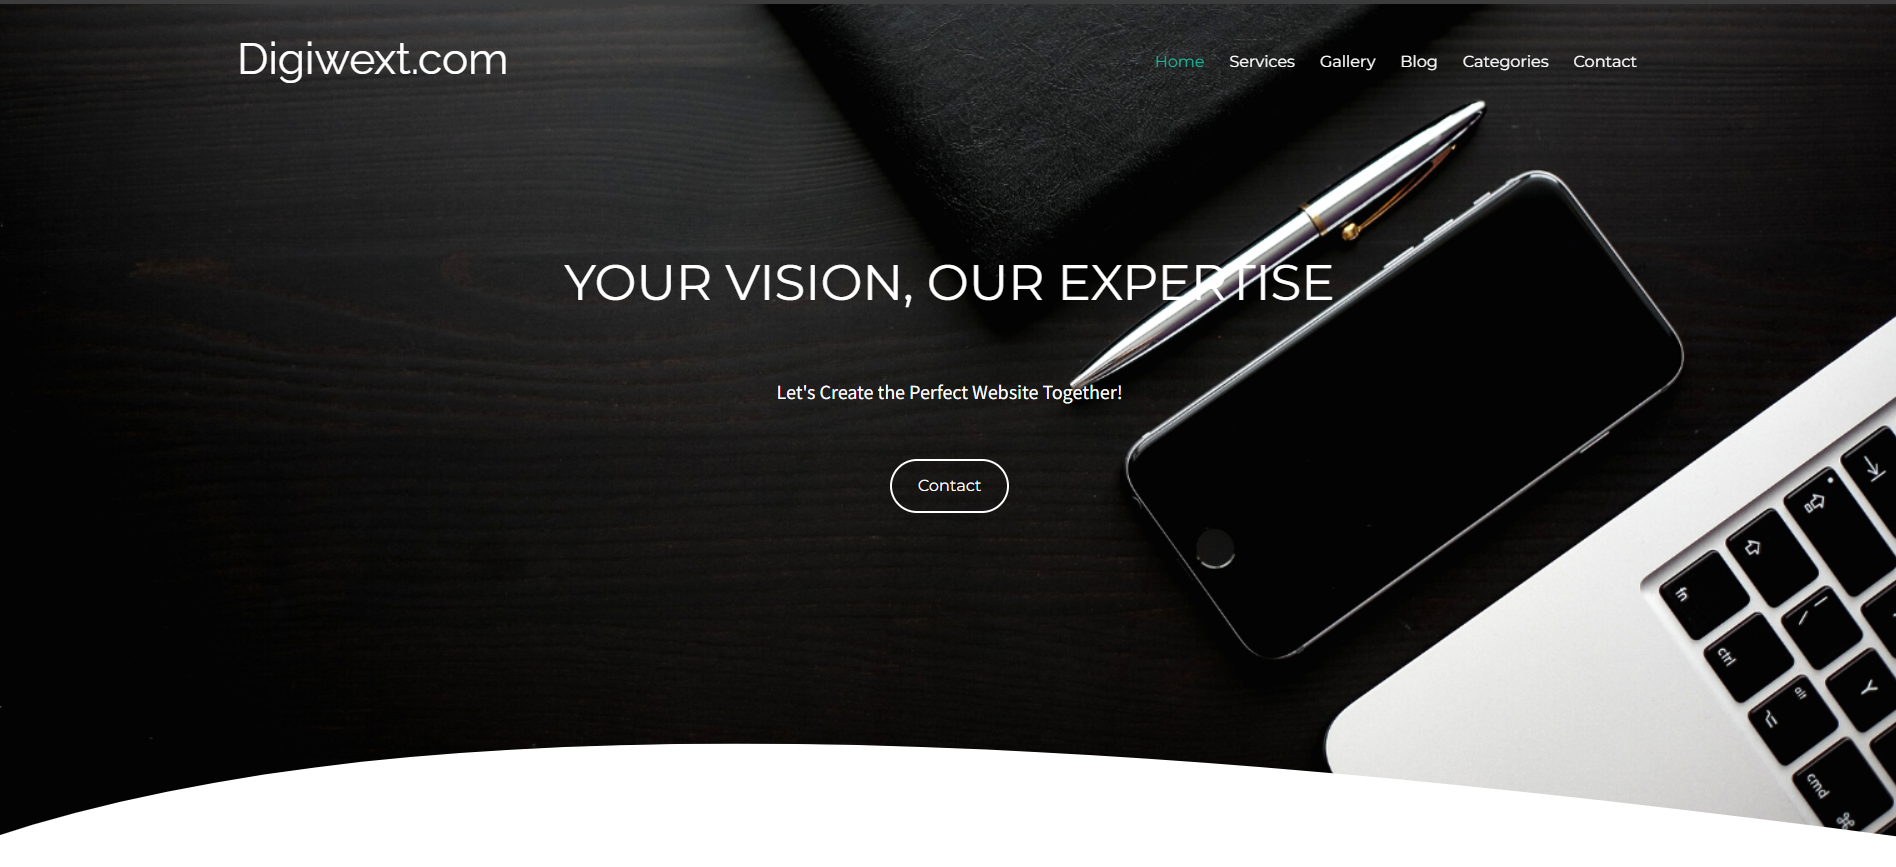 Digiwext.com
Home Services Gallery Blog Categories Contact
YOUR VISION, OUR EXPERTISE
Let's Create the Perfect Website Together!
Contact
fn
ctrl
alt
Y
cmd